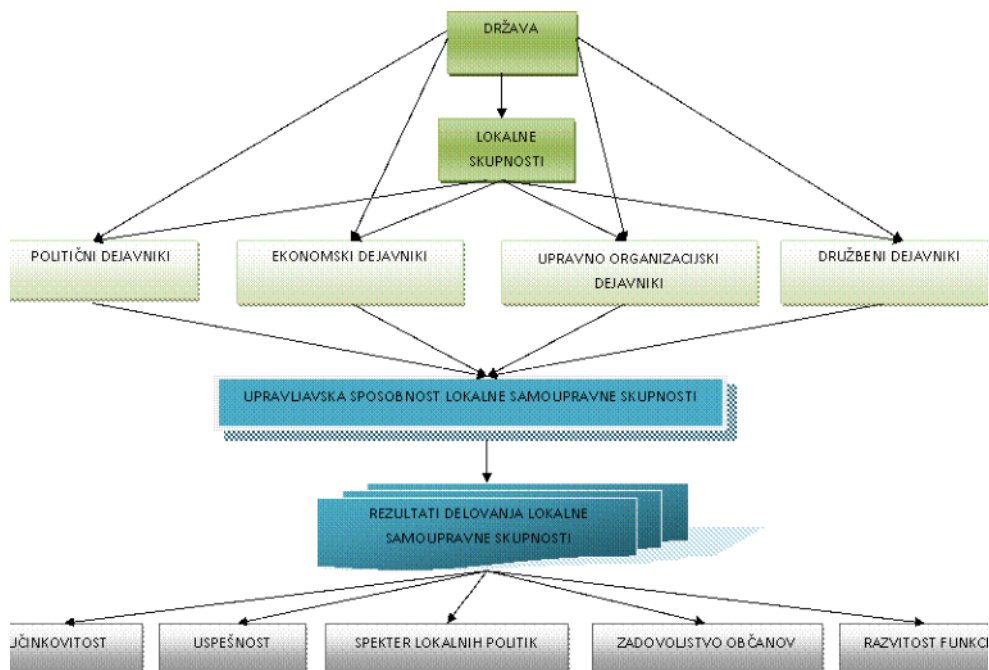 DRŽAVA
LOKALNE
SKUPNOSTI
POLITIČNI DEJAVNIKI
EKONOMSKI DEJAVNIKI
UPRAVNO ORGANIZACIJSKI
DEJAVNIKI
DRUŽBENI DEJAVNIKI
UPRAVLJAVSKA SPOSOBNOST LOKALNE SAMOUPRAVNE SKUPNOSTI
REZULTATI DELOVANJA LOKALNE
SAMOUPRAVNE SKUPNOSTI
UČINKOVITOST
USPEŠNOST
SPEKTER LOKALNIH POLITIK
ZADOVOLJSTVO OBČANOV
RAZVITOST FUNKCI